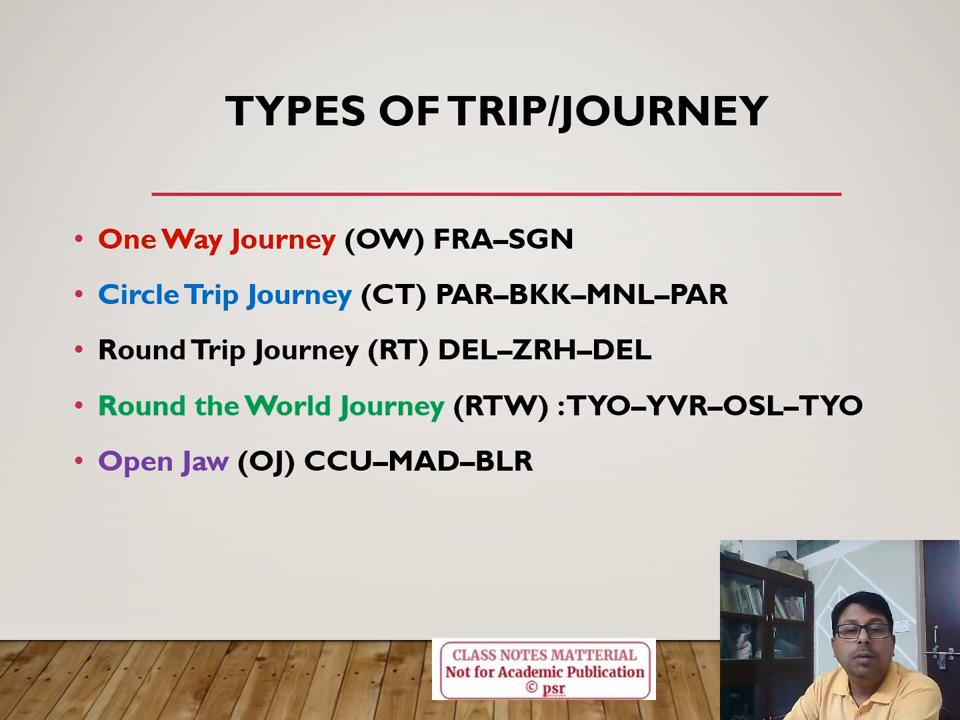 TYPES OF TRIP/JOURNEY
• One Way Journey (OW) FRA–SGN
• Circle Trip Journey (CT) PAR–BKK–MNL–PAR
• Round Trip Journey (RT) DEL–ZRH–DEL
• Round the World Journey (RTW) :TYO–YVR–OSL–TYO
• Open Jaw (OJ) CCU–MAD–BLR
CLASS NOTES MATTERIAL
Not for Academic Publication
© psr